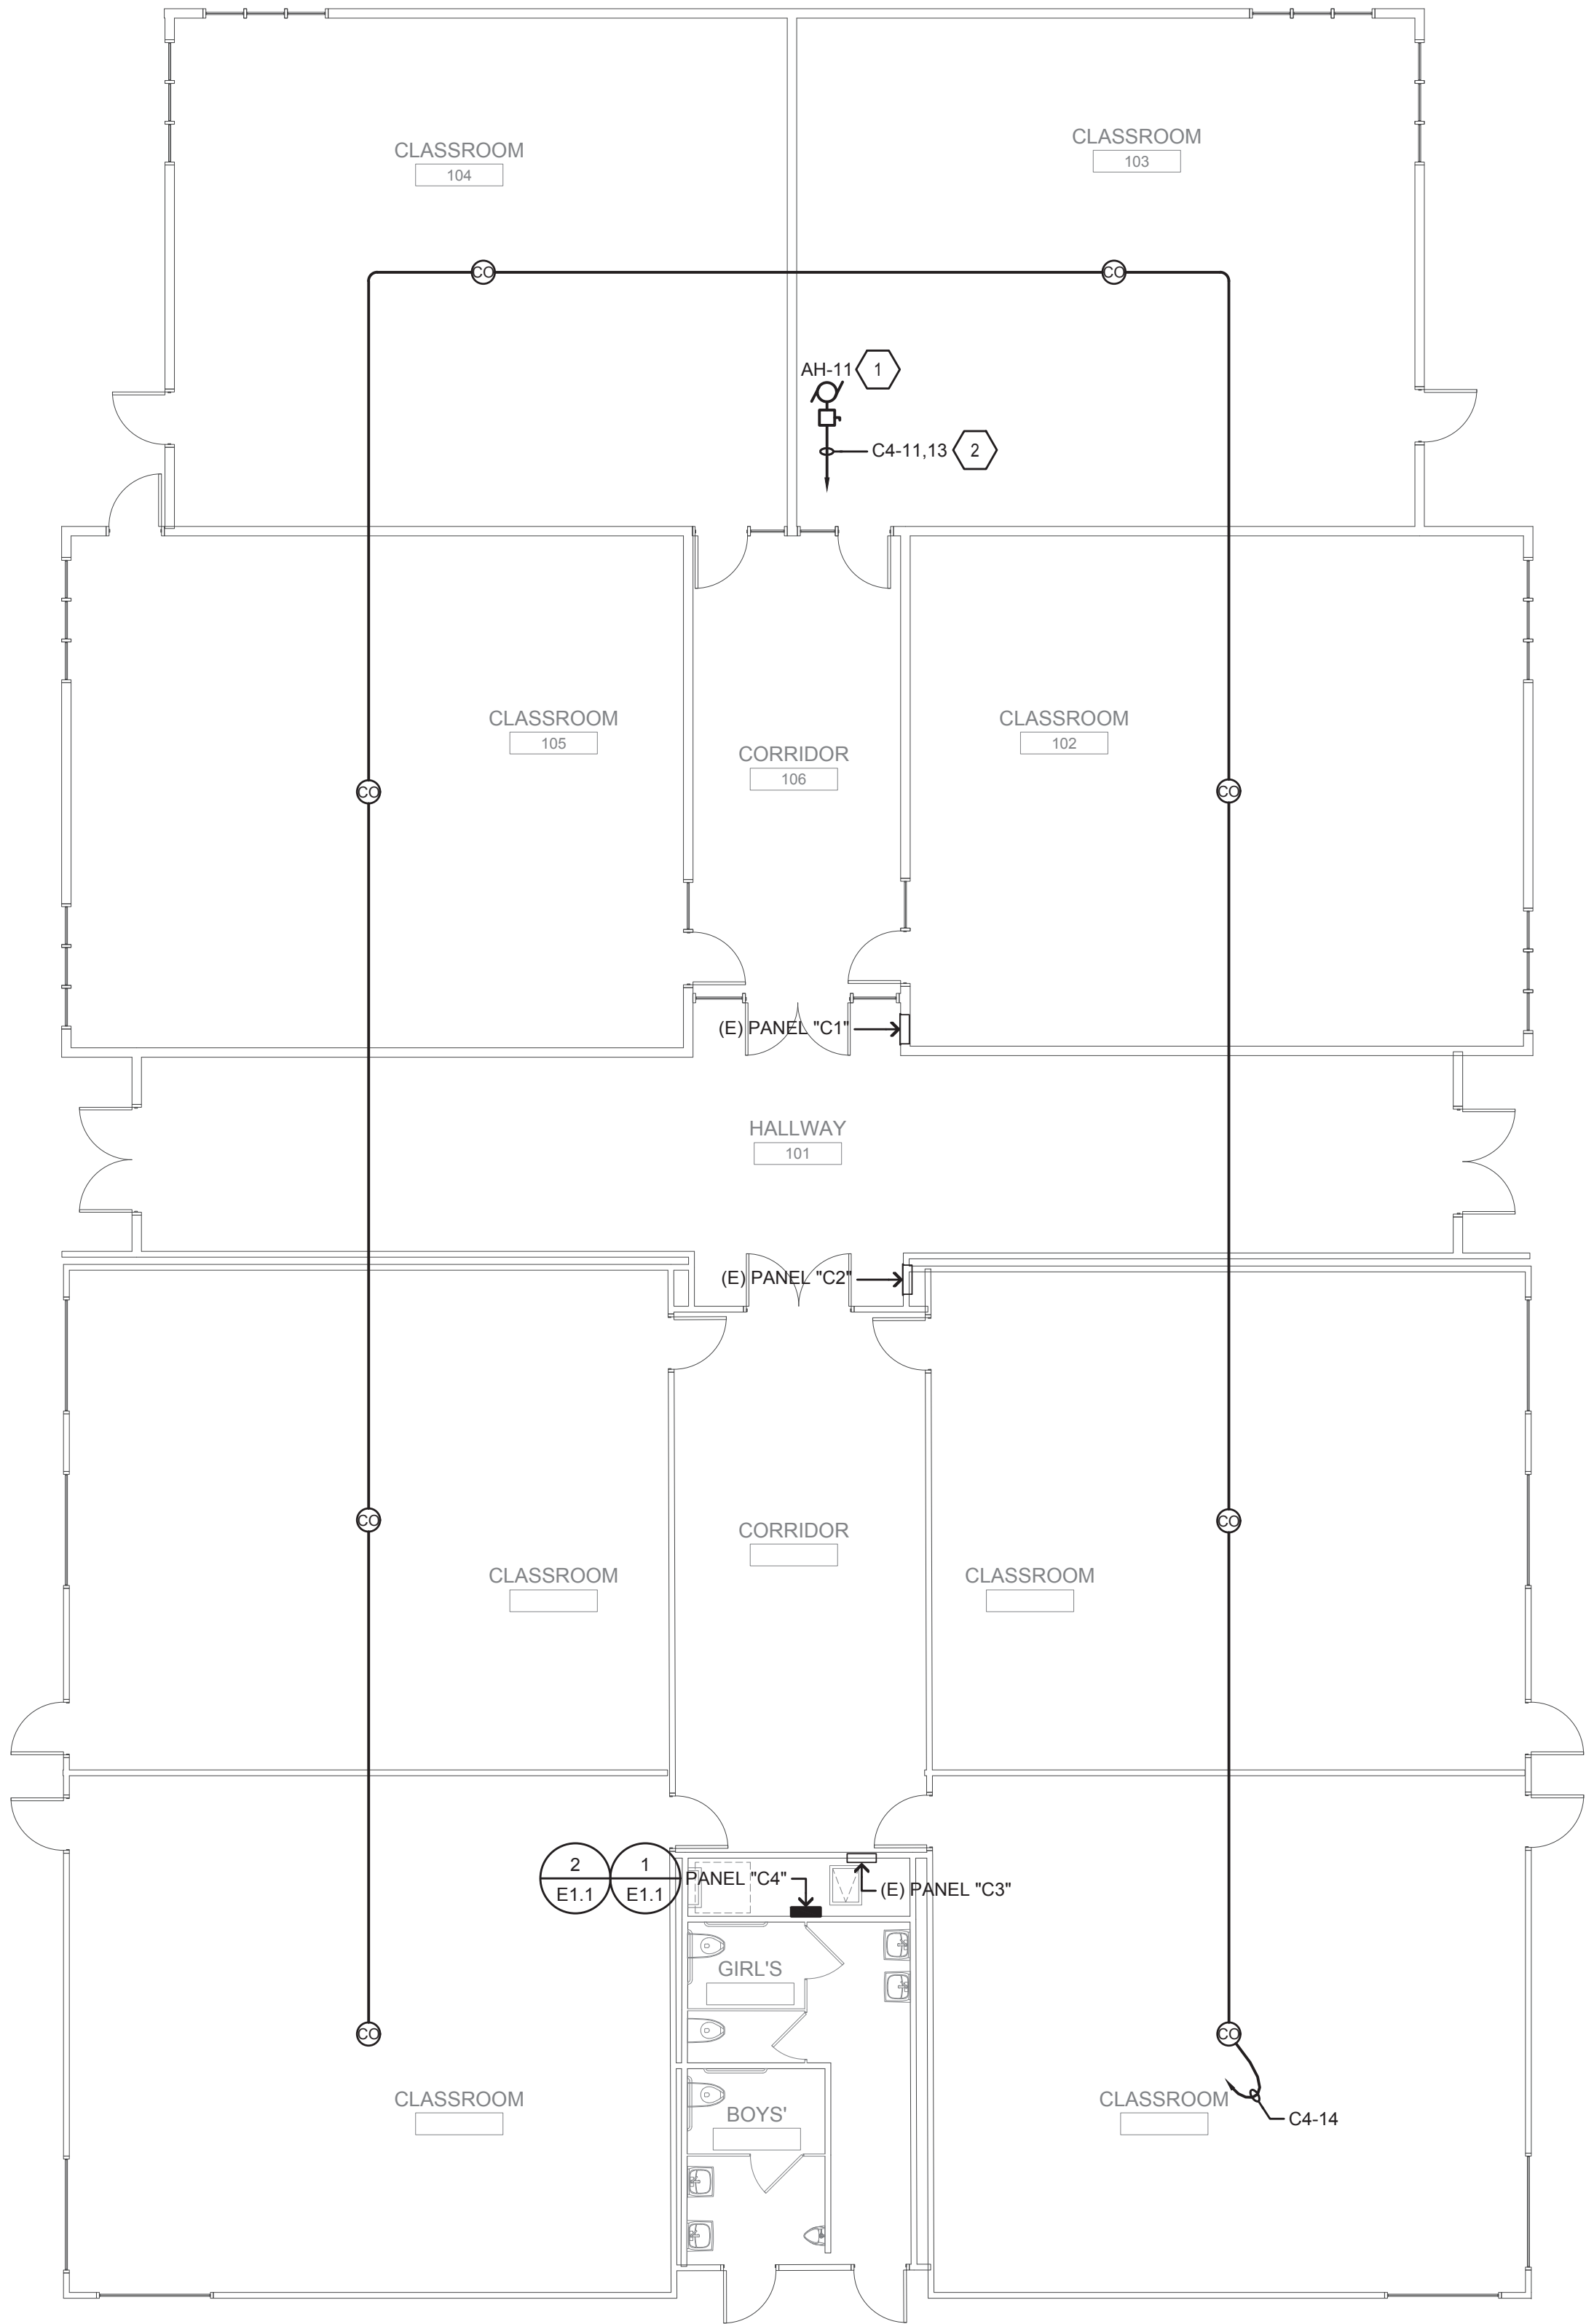 CLASSROOM
104
CLASSROOM
103
CO
CO
AH-11
1
C4-11,13
2
CLASSROOM
105
CLASSROOM
102
CORRIDOR
106
CO
CO
(E) PANEL "C1"
HALLWAY
101
(E) PANEL "C2"
CO
CO
CORRIDOR
CLASSROOM
CLASSROOM
2
E1.1
1
E1.1
PANEL "C4"
(E) PANEL "C3"
GIRL'S
CO
CO
CLASSROOM
BOYS'
CLASSROOM
C4-14